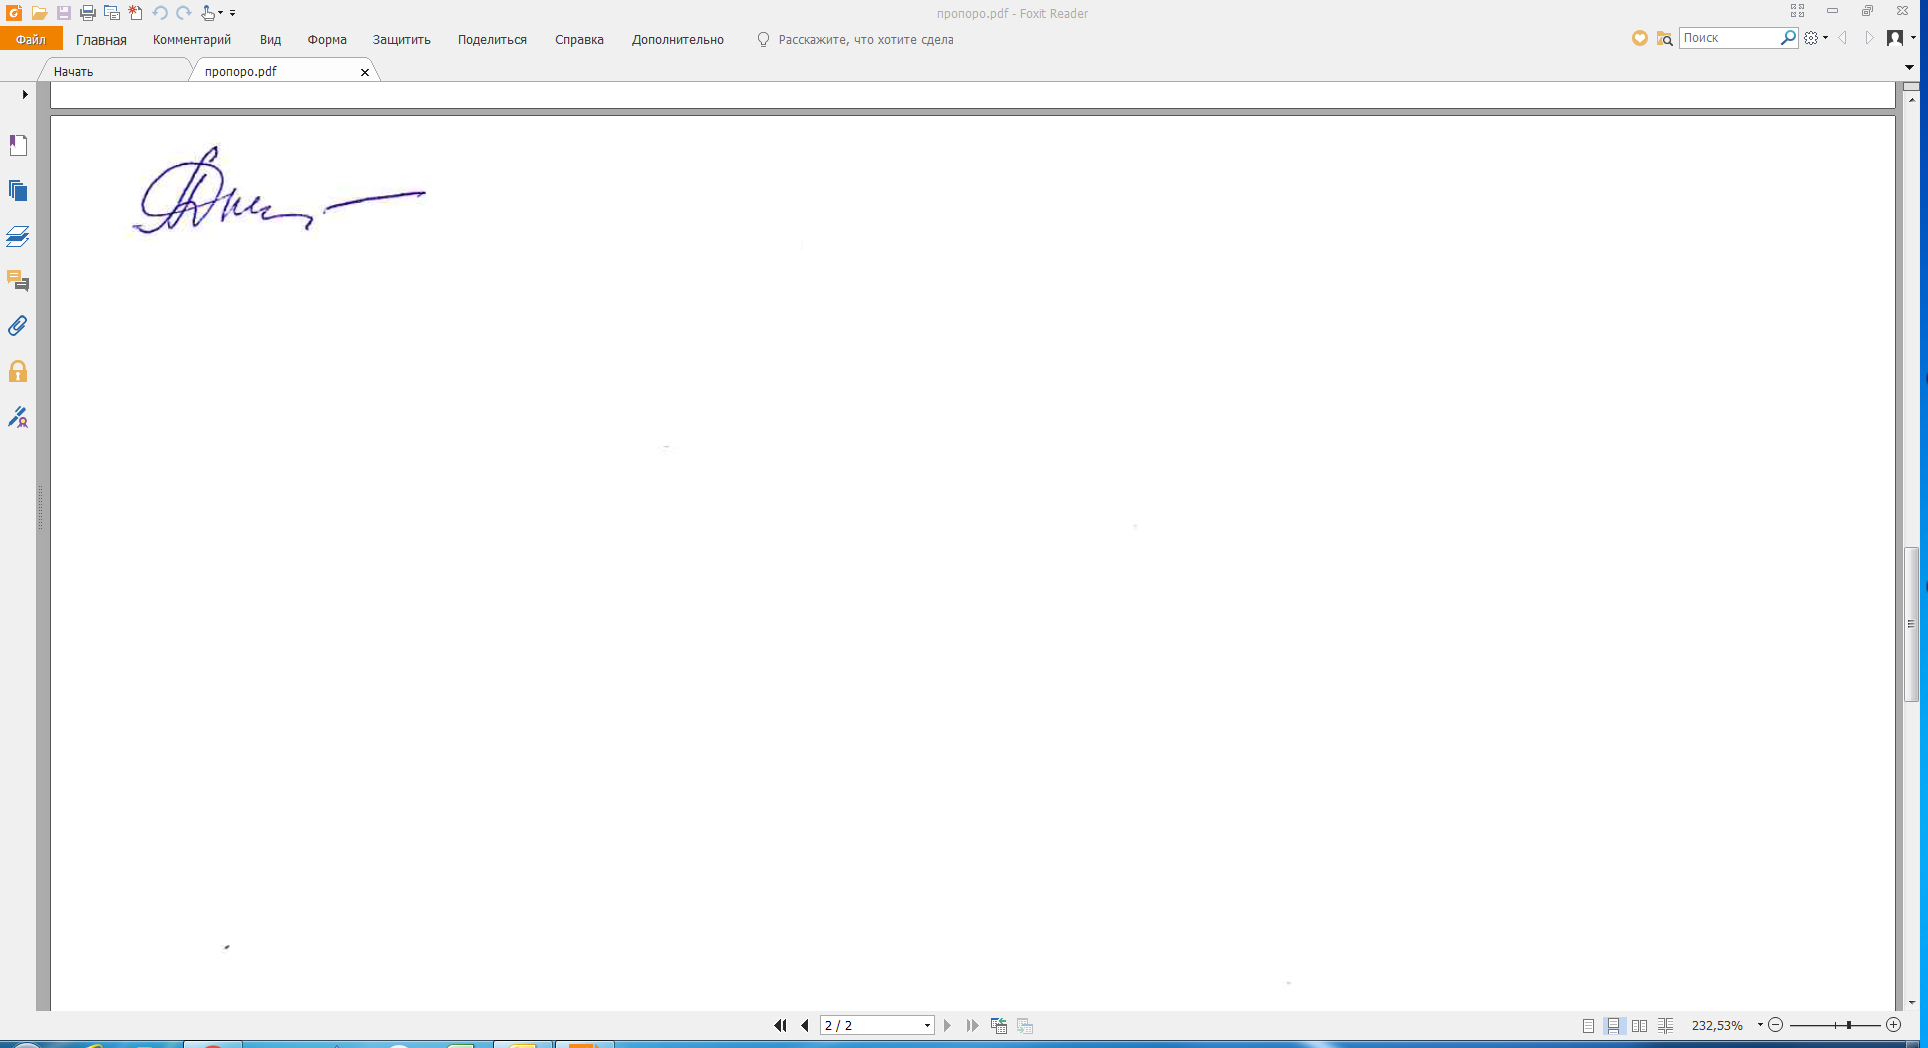 пропоро.pdf - Foxit Reader
Файл Главная Комментарий Вид Форма Защитить Поделиться Справка Дополнительно Расскажите, что хотите сдела Поиск
Начать пропоро.pdf
2 / 2 232,53%